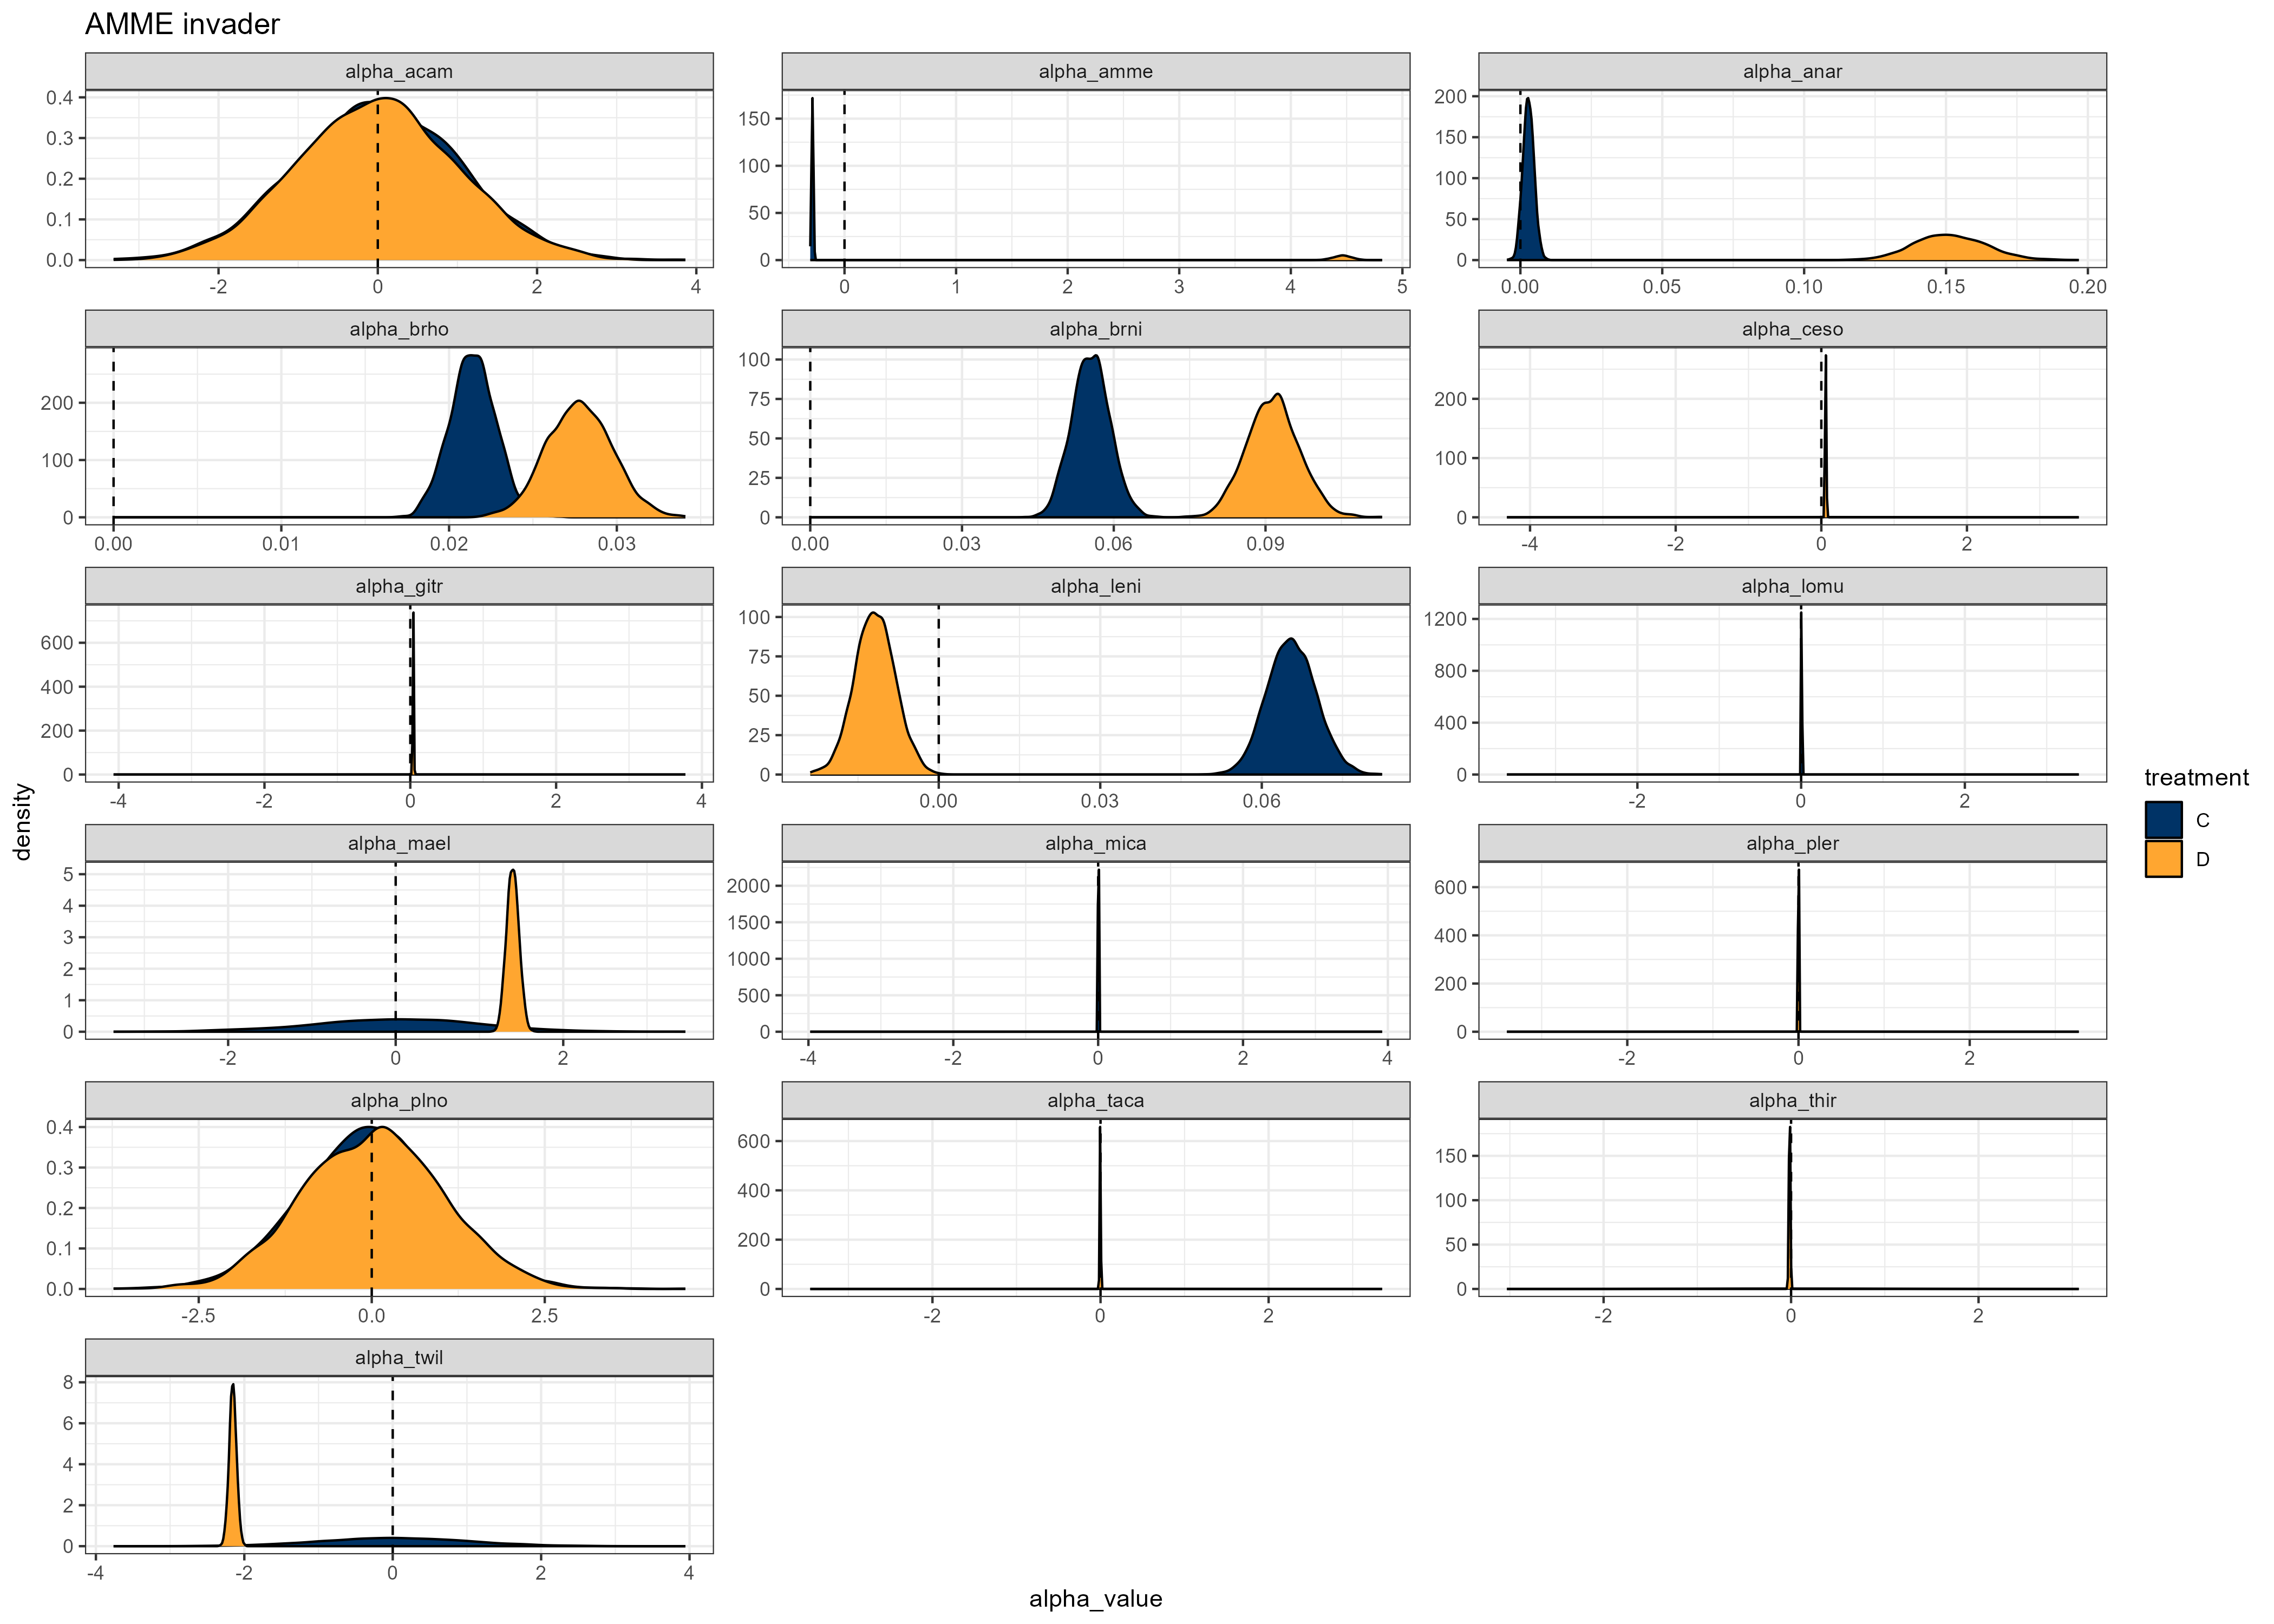 AMME invader
alpha_acam alpha_amme alpha_anar
0.4 0.3 0.2 0.1 0.0
-2 0 2 4
150 100 50 0
0 1 2 3 4 5
200 150 100 50 0
0.00 0.05 0.10 0.15 0.20
alpha_brho alpha_brni alpha_ceso
200 100 0
0.00 0.01 0.02 0.03
100 75 50 25 0
0.00 0.03 0.06 0.09
200 100 0
-4 -2 0 2
alpha_gitr alpha_leni alpha_lomu
600 400 200 0
-4 -2 0 2 4
100 75 50 25 0
0.00 0.03 0.06
1200 800 400 0
-2 0 2
alpha_mael alpha_mica alpha_pler
5 4 3 2 1 0
-2 0 2
2000 1500 1000 500 0
-4 -2 0 2 4
600 400 200 0
-2 0 2
alpha_plno alpha_taca alpha_thir
0.4 0.3 0.2 0.1 0.0
-2.5 0.0 2.5
600 400 200 0
-2 0 2
150 100 50 0
-2 0 2
alpha_twil
8 6 4 2 0
-4 -2 0 2 4
density
alpha_value
treatment
C
D